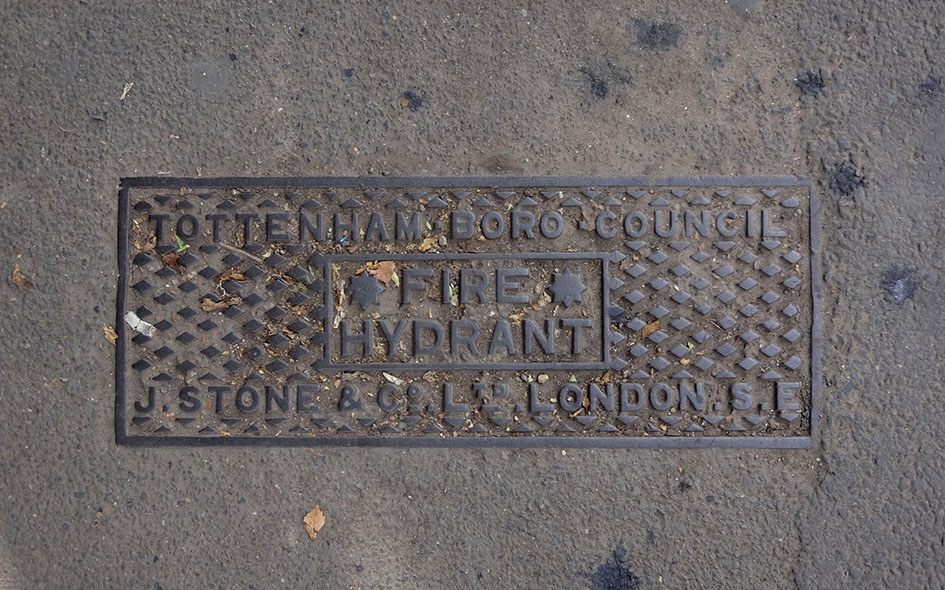 TOTTENHAM · BORO · COUNCIL
FIRE
HYDRANT
J. STONE & Co. LTD. LONDON. S. E